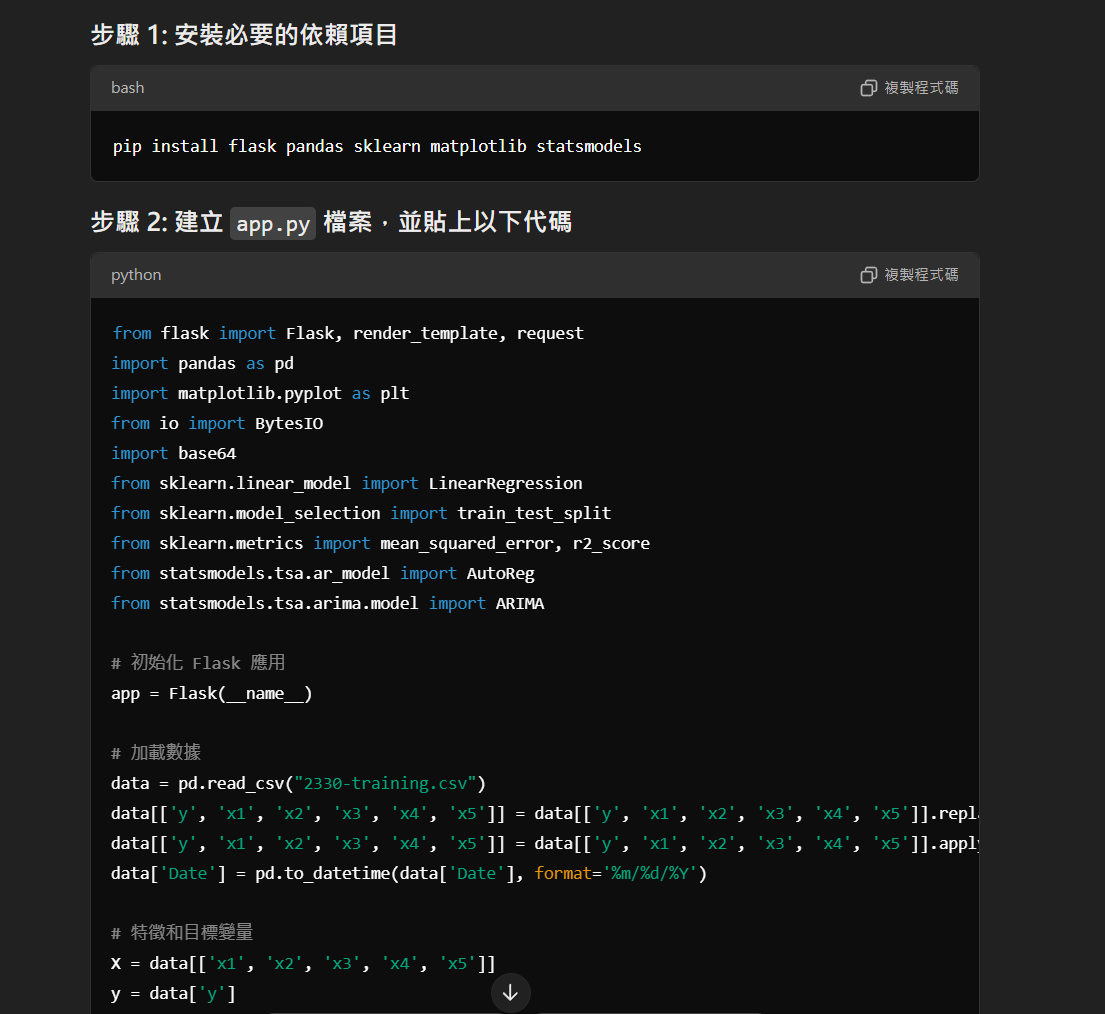 步驟 1: 安裝必要的依賴項目
bash
複製程式碼
pip install flask pandas sklearn matplotlib statsmodels
步驟 2: 建立 app.py 檔案，並貼上以下代碼
python
複製程式碼
from flask import Flask, render_template, request
import pandas as pd
import matplotlib.pyplot as plt
from io import BytesIO
import base64
from sklearn.linear_model import LinearRegression
from sklearn.model_selection import train_test_split
from sklearn.metrics import mean_squared_error, r2_score
from statsmodels.tsa.ar_model import AutoReg
from statsmodels.tsa.arima.model import ARIMA
# 初始化 Flask 應用
app = Flask(__name__)
# 加載數據
data = pd.read_csv("2330-training.csv")
data[['y', 'x1', 'x2', 'x3', 'x4', 'x5']] = data[['y', 'x1', 'x2', 'x3', 'x4', 'x5']].repl
data[['y', 'x1', 'x2', 'x3', 'x4', 'x5']] = data[['y', 'x1', 'x2', 'x3', 'x4', 'x5']].apply
data['Date'] = pd.to_datetime(data['Date'], format='%m/%d/%Y')
# 特徵和目標變量
X = data[['x1', 'x2', 'x3', 'x4', 'x5']]
y = data['y']